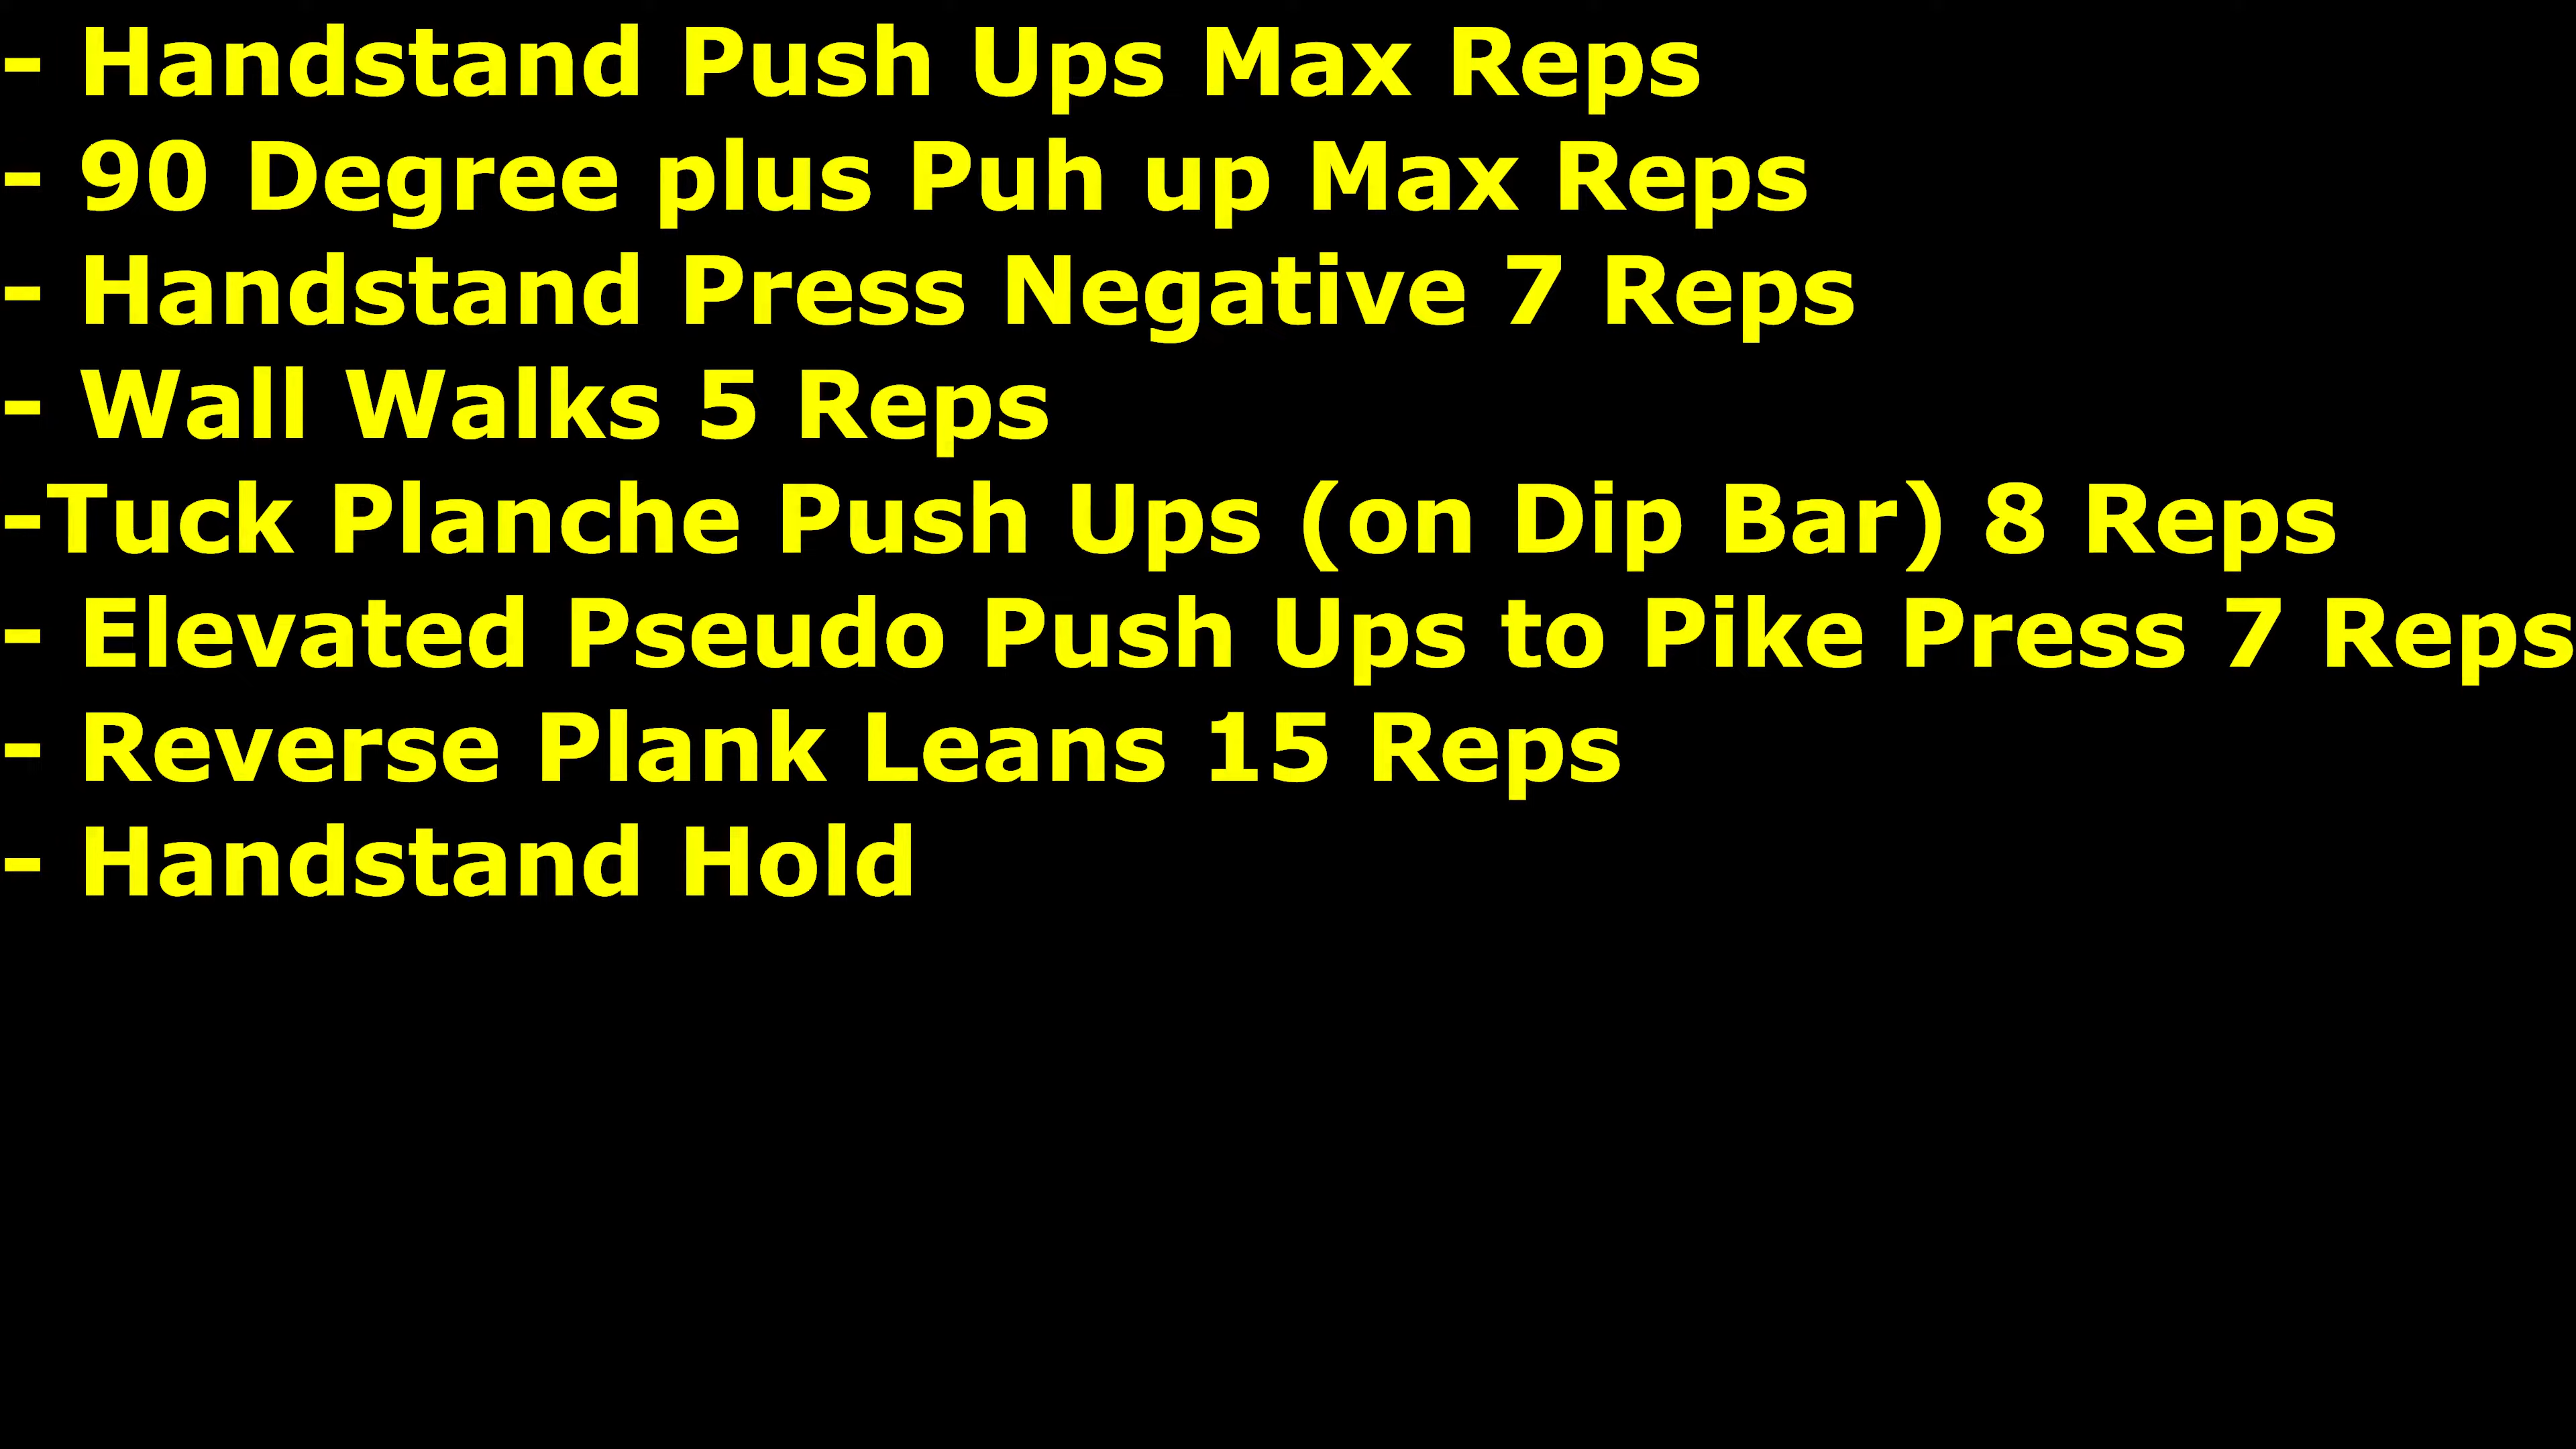 - Handstand Push Ups Max Reps
- 90 Degree plus Puh up Max Reps
- Handstand Press Negative 7 Reps
- Wall Walks 5 Reps
-Tuck Planche Push Ups (on Dip Bar) 8 Reps
- Elevated Pseudo Push Ups to Pike Press 7 Reps
- Reverse Plank Leans 15 Reps
- Handstand Hold